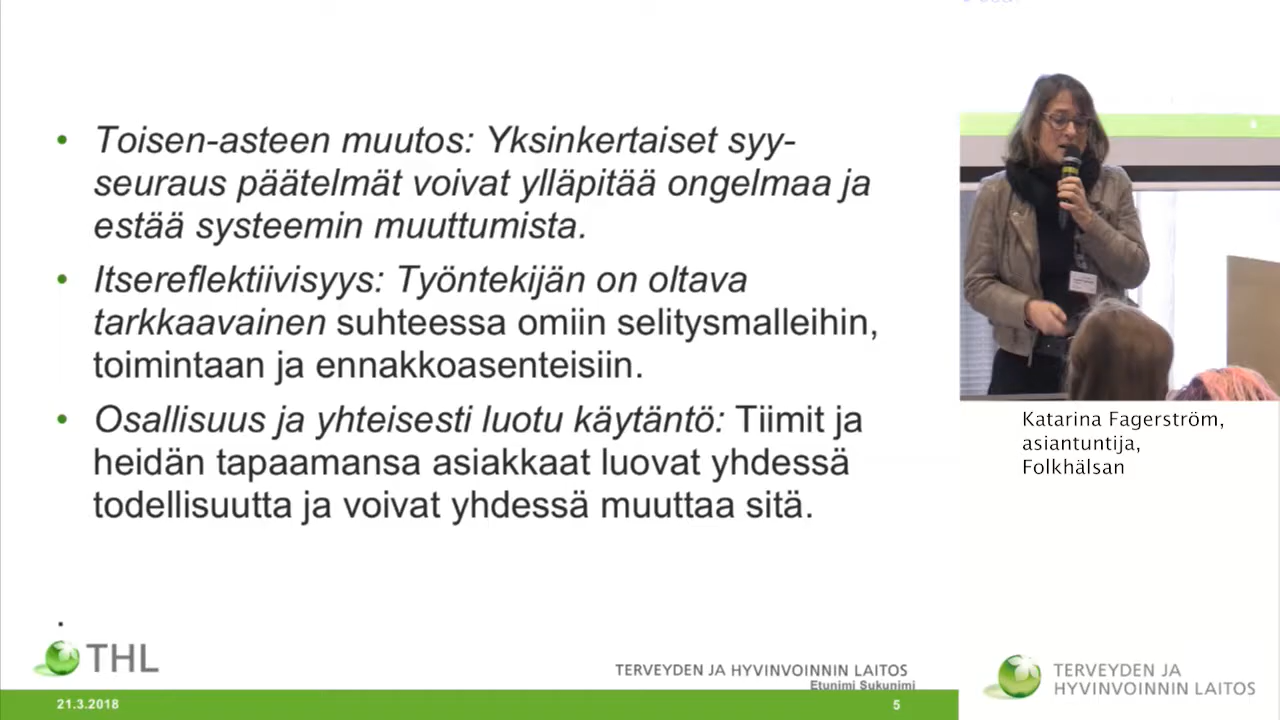 • Toisen-asteen muutos: Yksinkertaiset syy-
seuraus päätelmät voivat ylläpitää ongelmaa ja
estää systeemin muuttumista.
• Itsereflektiivisyys: Työntekijän on oltava
tarkkaavainen suhteessa omiin selitysmalleihin,
toimintaan ja ennakkoasenteisiin.
• Osallisuus ja yhteisesti luotu käytäntö: Tiimit ja
heidän tapaamansa asiakkaat luovat yhdessä
todellisuutta ja voivat yhdessä muuttaa sitä.
.
THL
TERVEYDEN JA HYVINVOINNIN LAITOS
Etunimi Sukunimi
21.3.2018
5
Katarina Fagerström,
asiantuntija,
Folkhälsan
TERVEYDEN JA
HYVINVOINNIN LAITOS